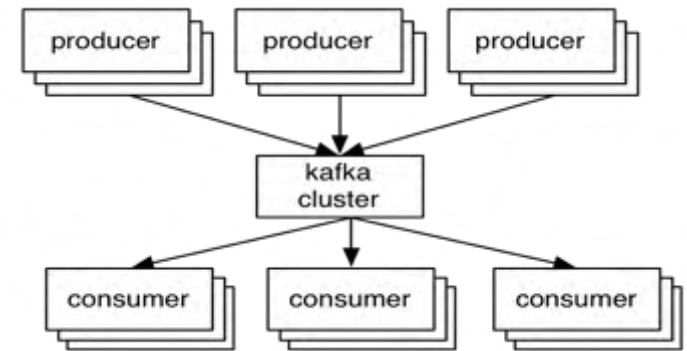 producer
producer
producer
kafka
cluster
consumer
consumer
consumer